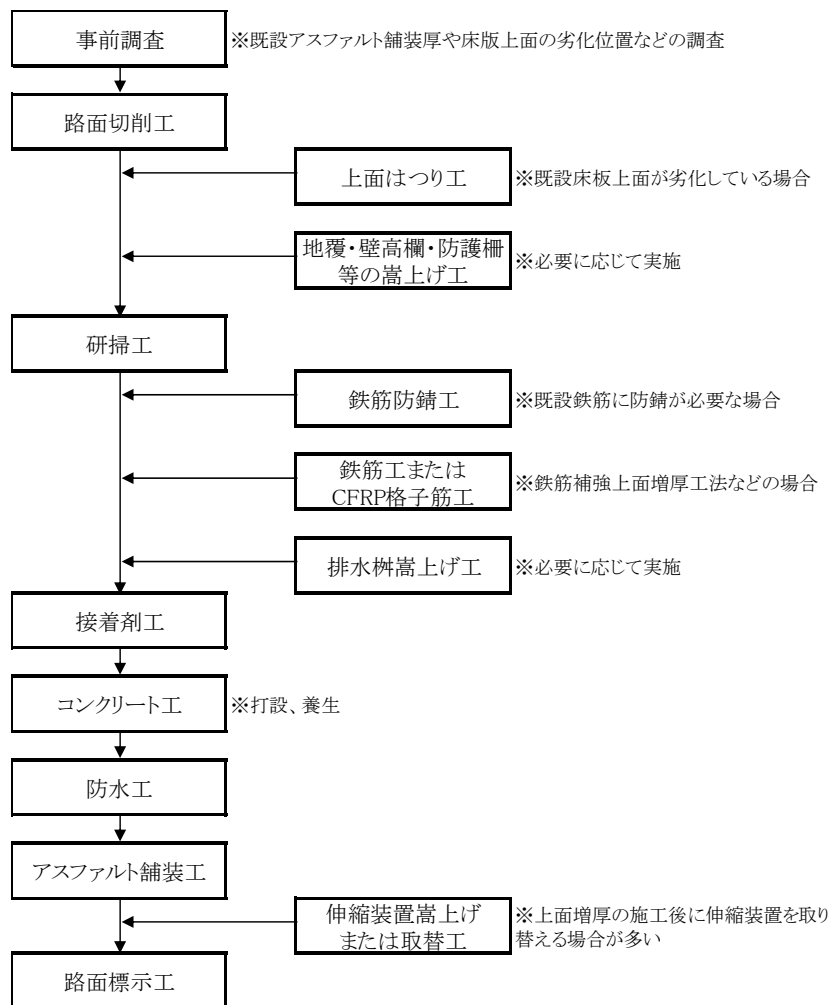 事前調査
※既設アスファルト舗装厚や床版上面の劣化位置などの調査
路面切削工
上面はつり工
※既設床板上面が劣化している場合
地覆・壁高欄・防護柵
等の嵩上げ工
※必要に応じて実施
研掃工
鉄筋防錆工
※既設鉄筋に防錆が必要な場合
鉄筋工または
CFRP格子筋工
※鉄筋補強上面増厚工法などの場合
排水桝嵩上げ工
※必要に応じて実施
接着剤工
コンクリート工
※打設、養生
防水工
アスファルト舗装工
伸縮装置嵩上げ
または取替工
※上面増厚の施工後に伸縮装置を取り
替える場合が多い
路面標示工